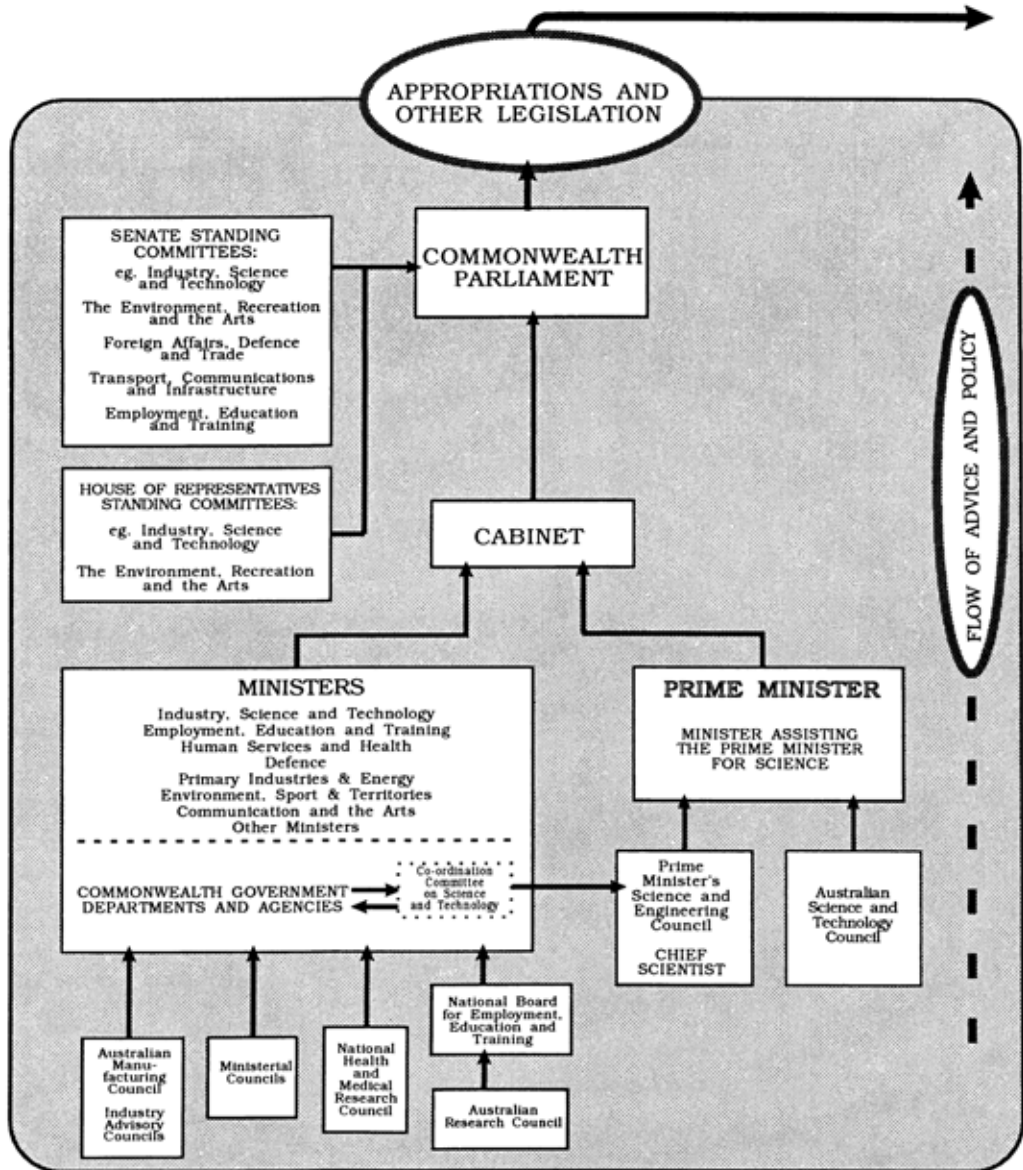 APPROPRIATIONS AND
OTHER LEGISLATION
SENATE STANDING
COMMITTEES:
eg. Industry, Science
and Technology
The Environment, Recreation
and the Arts
Foreign Affairs, Defence
and Trade
Transport, Communications
and Infrastructure
Employment, Education
and Training
COMMONWEALTH
PARLIAMENT
HOUSE OF REPRESENTATIVES
STANDING COMMITTEES:
eg. Industry, Science
and Technology
The Environment, Recreation
and the Arts
CABINET
FLOW OF ADVICE AND POLICY
MINISTERS
Industry, Science and Technology
Employment, Education and Training
Human Services and Health
Defence
Primary Industries & Energy
Environment, Sport & Territories
Communication and the Arts
Other Ministers
COMMONWEALTH GOVERNMENT
DEPARTMENTS AND AGENCIES
Co-ordination
Committee
on Science
and Technology
PRIME MINISTER
MINISTER ASSISTING
THE PRIME MINISTER
FOR SCIENCE
Prime
Minister's
Science and
Engineering
Council
CHIEF
SCIENTIST
Australian
Science and
Technology
Council
Australian
Manu-
facturing
Council
Industry
Advisory
Councils
Ministerial
Councils
National
Health
and
Medical
Research
Council
National Board
for Employment,
Education and
Training
Australian
Research Council